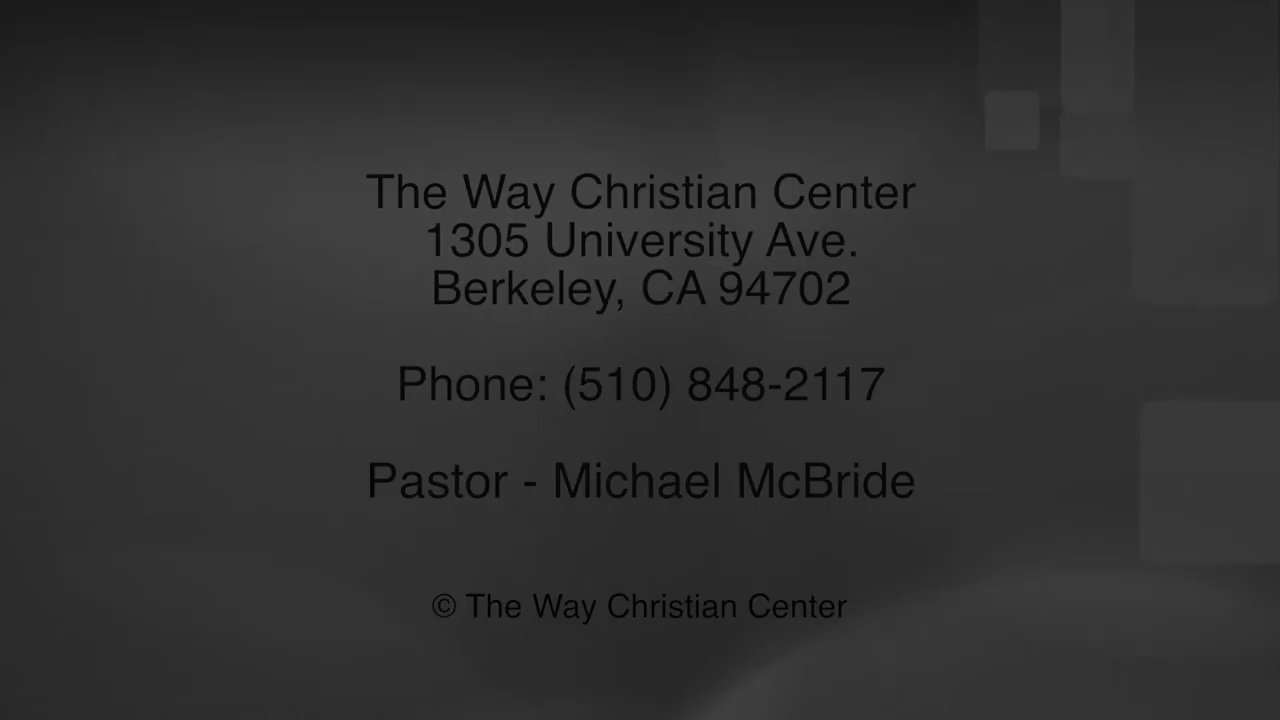 The Way Christian Center
1305 University Ave.
Berkeley, CA 94702
Phone: (510) 848-2117
Pastor - Michael McBride
© The Way Christian Center